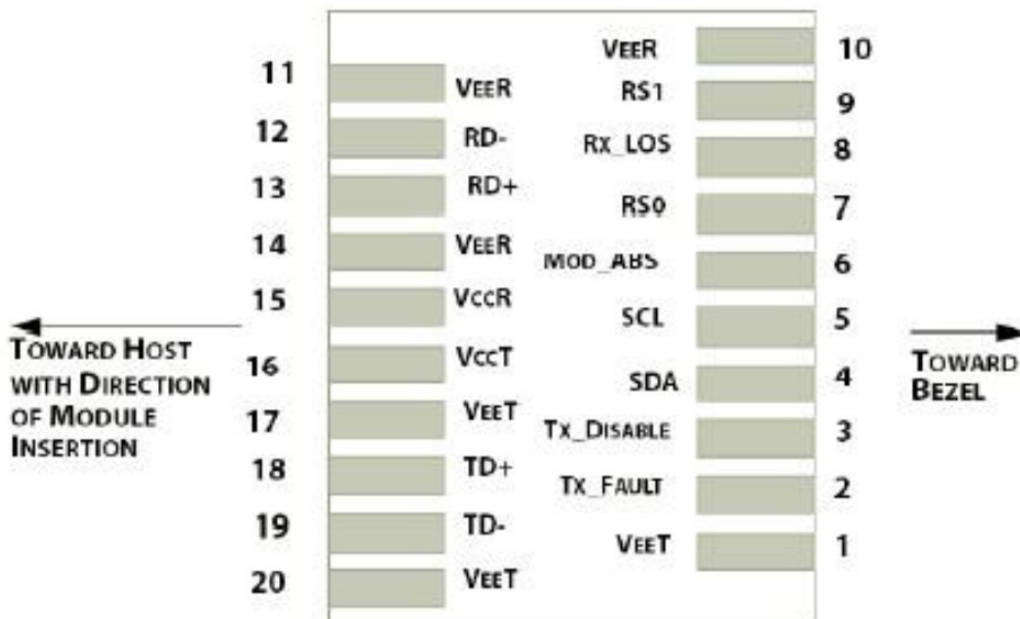 11 VEER
12 RD-
13 RD+
14 VEER
15 VCCR
16 VCCT
17 VEET
18 TD+
19 TD-
20 VEET
VEER 10
RS1 9
RX_LOS 8
RS0 7
MOD_ABS 6
SCL 5
SDA 4
TX_DISABLE 3
TX_FAULT 2
VEET 1
TOWARD HOST
WITH DIRECTION
OF MODULE
INSERTION
TOWARD
BEZEL